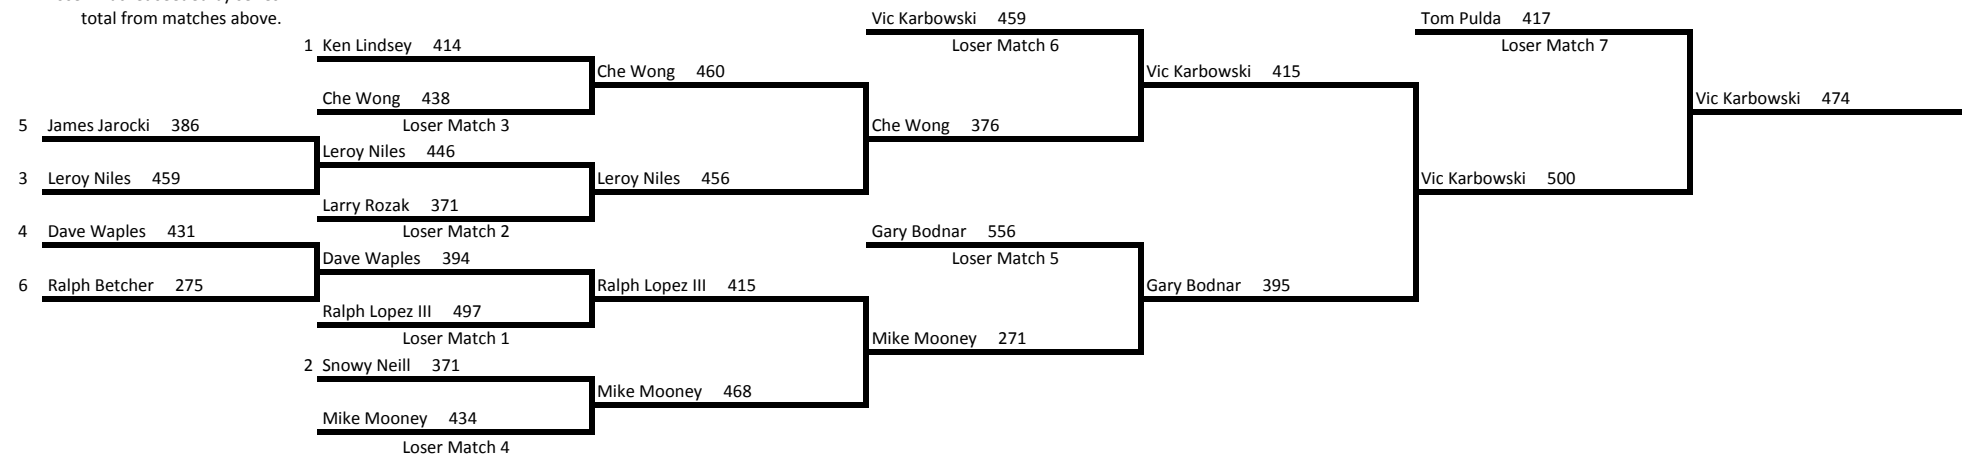 total from matches above.
Vic Karbowski 459
Tom Pulda 417
1 Ken Lindsey 414
Loser Match 6
Loser Match 7
Che Wong 460
Vic Karbowski 415
Che Wong 438
Vic Karbowski 474
5 James Jarocki 386
Loser Match 3
Che Wong 376
Leroy Niles 446
3 Leroy Niles 459
Leroy Niles 456
Vic Karbowski 500
Larry Rozak 371
4 Dave Waples 431
Loser Match 2
Gary Bodnar 556
Dave Waples 394
Loser Match 5
6 Ralph Betcher 275
Ralph Lopez III 415
Gary Bodnar 395
Ralph Lopez III 497
Loser Match 1
Mike Mooney 271
2 Snowy Neill 371
Mike Mooney 468
Mike Mooney 434
Loser Match 4